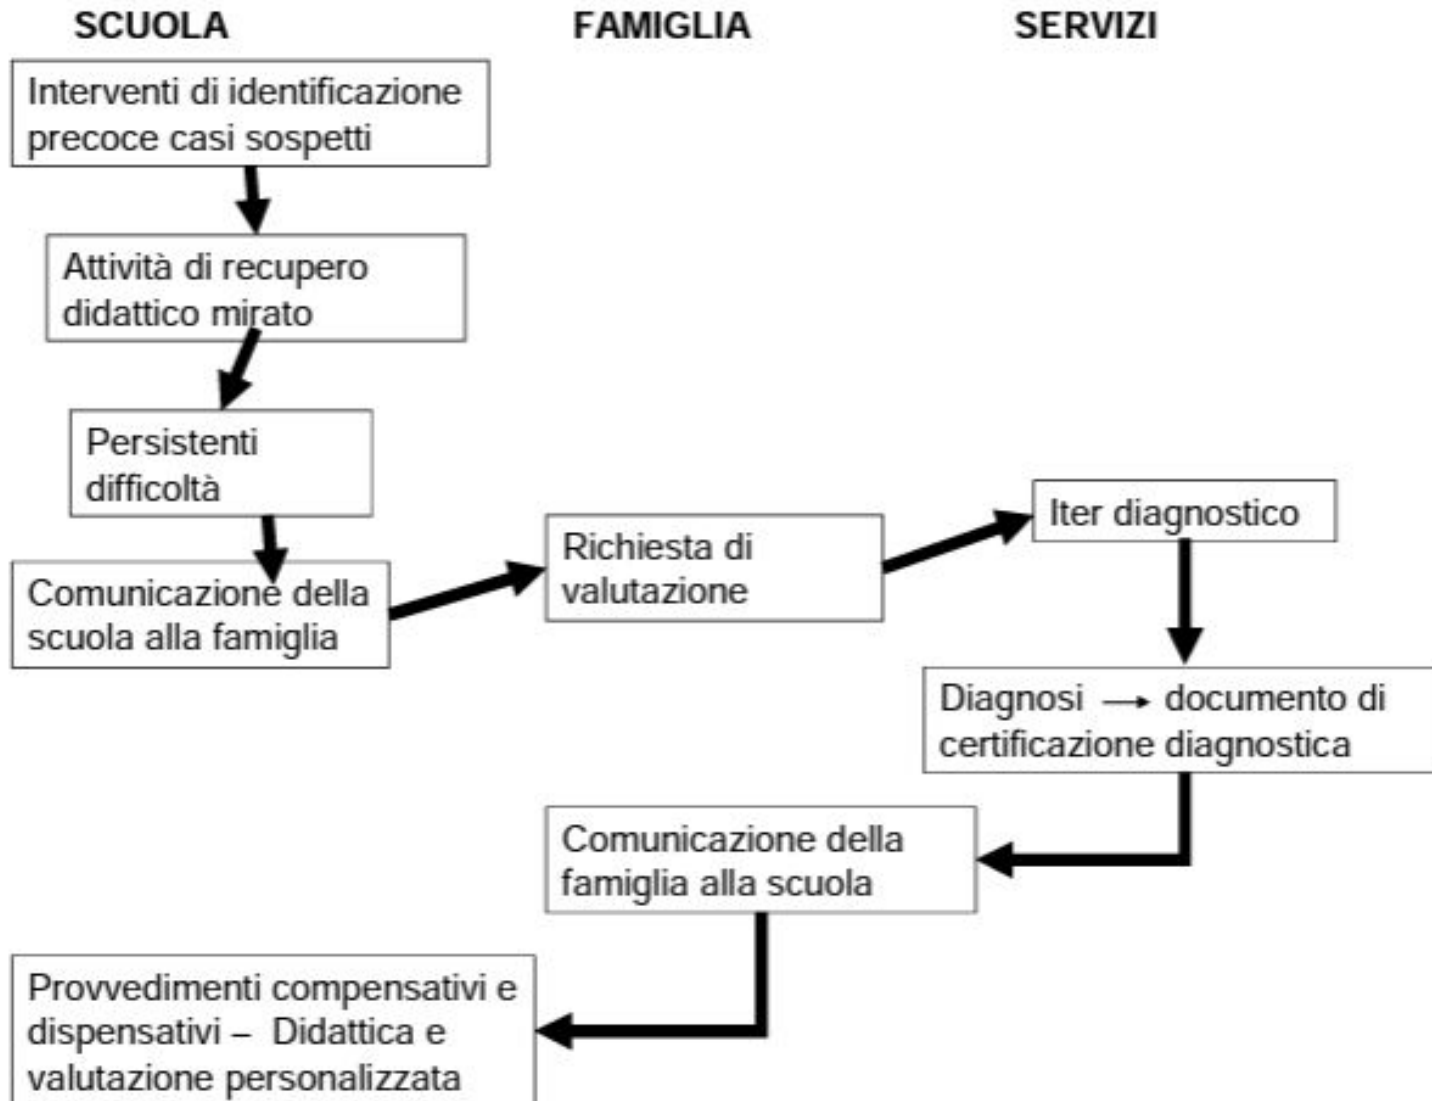 SCUOLA
FAMIGLIA
SERVIZI
Interventi di identificazione
precoce casi sospetti
Attività di recupero
didattico mirato
Persistenti
difficoltà
Comunicazione della
scuola alla famiglia
Richiesta di
valutazione
Iter diagnostico
Diagnosi → documento di
certificazione diagnostica
Comunicazione della
famiglia alla scuola
Provvedimenti compensativi e
dispensativi – Didattica e
valutazione personalizzata